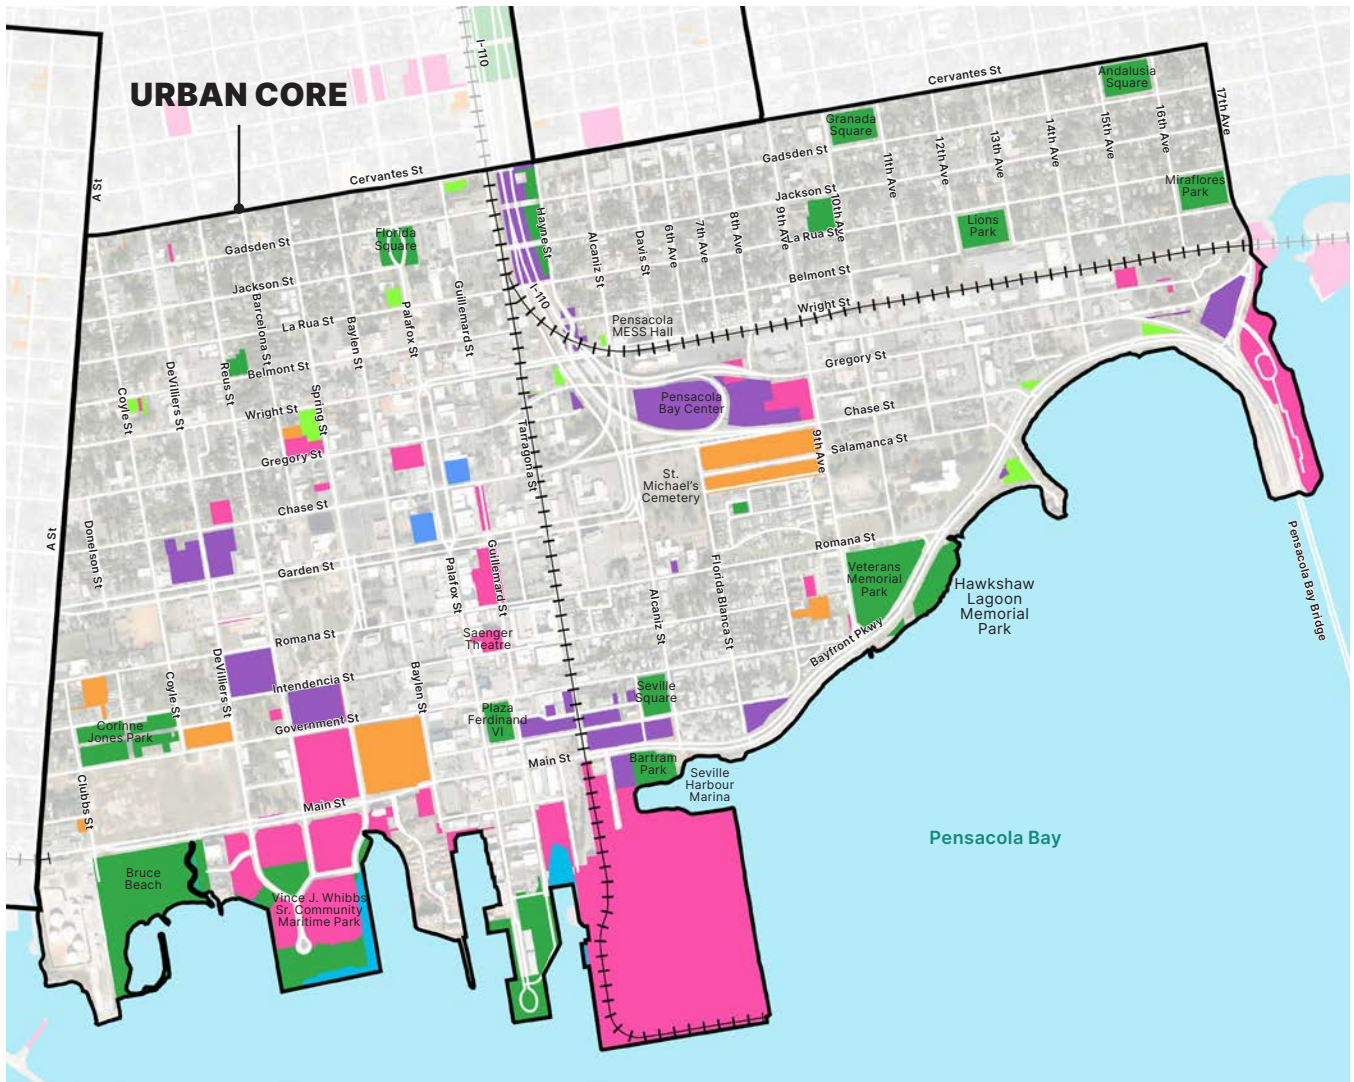 I-110
Cervantes St
Andalusia
Square
URBAN CORE
17th Ave
Granada
Square
16th Ave
15th Ave
14th Ave
13th Ave
12th Ave
11th Ave
Gadsden St
Cervantes St
A St
Jackson St
10th Ave
Miraflores
Park
Hayne St
Lions
Park
Florida
Square
Gadsden St
Alcaniz St
Davis St
6th Ave
7th Ave
8th Ave
9th Ave
La Rua St
Belmont St
Jackson St
I-110
Guillemard St
Barcelona St
La Rua St
Baylen St
Palafox St
Wright St
Pensacola
MESS Hall
Gregory St
Coyle St
DeVilliers St
Reus St
Belmont St
Spring St
Wright St
Pensacola
Bay Center
Chase St
Gregory St
Tarragona St
9th Ave
Salamanca St
St.
Michael's
Cemetery
Chase St
A St
Donelson St
Garden St
Palafox St
Guillemard St
Romana St
Florida Blanca St
Veterans
Memorial
Park
Hawkshaw
Lagoon
Memorial
Park
Pensacola Bay Bridge
Alcaniz St
Romana St
Saenger
Theatre
Bayfront Pkwy
Coyle St
DeVilliers St
Intendencia St
Baylen St
Seville
Square
Corinne
Jones Park
Government St
Plaza
Ferdinand
VI
Main St
Bartram
Park
Seville
Harbour
Marina
Clubbs St
Main St
Pensacola Bay
Bruce
Beach
Vince J. Whibbs
Sr. Community
Maritime Park